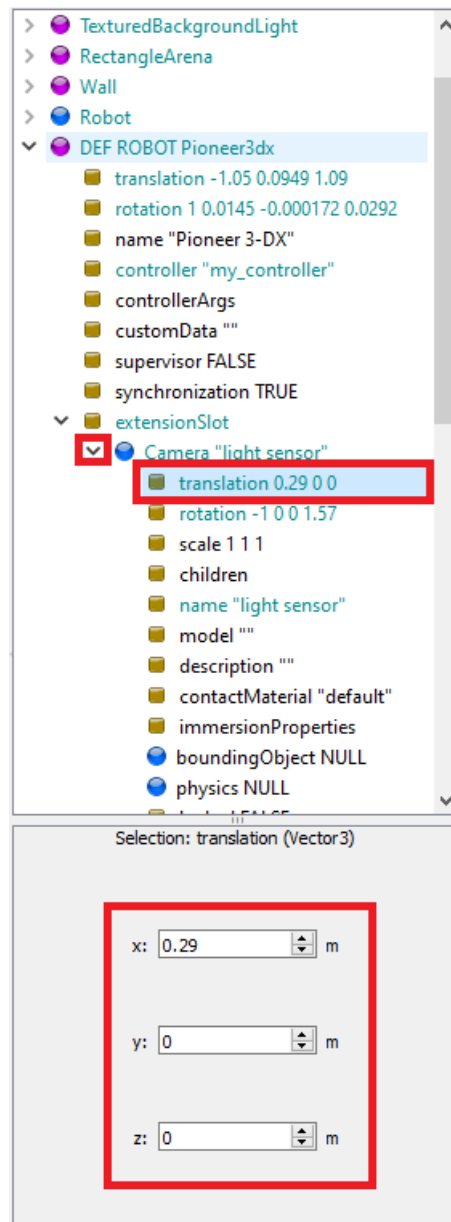 TexturedBackgroundLight
RectangleArena
Wall
Robot
DEF ROBOT Pioneer3dx
translation -1.05 0.0949 1.09
rotation 1 0.0145 -0.000172 0.0292
name "Pioneer 3-DX"
controller "my_controller"
controllerArgs
customData ""
supervisor FALSE
synchronization TRUE
extensionSlot
Camera "light sensor"
translation 0.29 0 0
rotation -1 0 0 1.57
scale 1 1 1
children
name "light sensor"
model ""
description ""
contactMaterial "default"
immersionProperties
boundingObject NULL
physics NULL
Selection: translation (Vector3)
x: 0.29 m
y: 0 m
z: 0 m